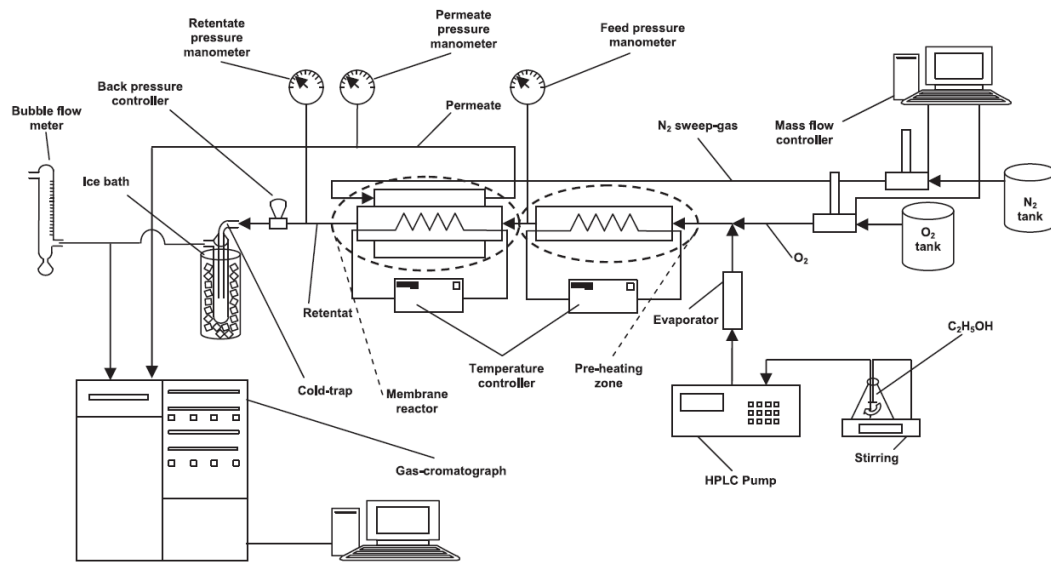 Retentate
pressure
manometer
Permeate
pressure
manometer
Feed pressure
manometer
Back pressure
controller
Bubble flow
meter
Permeate
N₂ sweep-gas
Mass flow
controller
Ice bath
N₂
tank
O₂
tank
O₂
Retentat
Evaporator
C₂H₅OH
Cold-trap
Membrane
reactor
Temperature
controller
Pre-heating
zone
Gas-cromatograph
HPLC Pump
Stirring